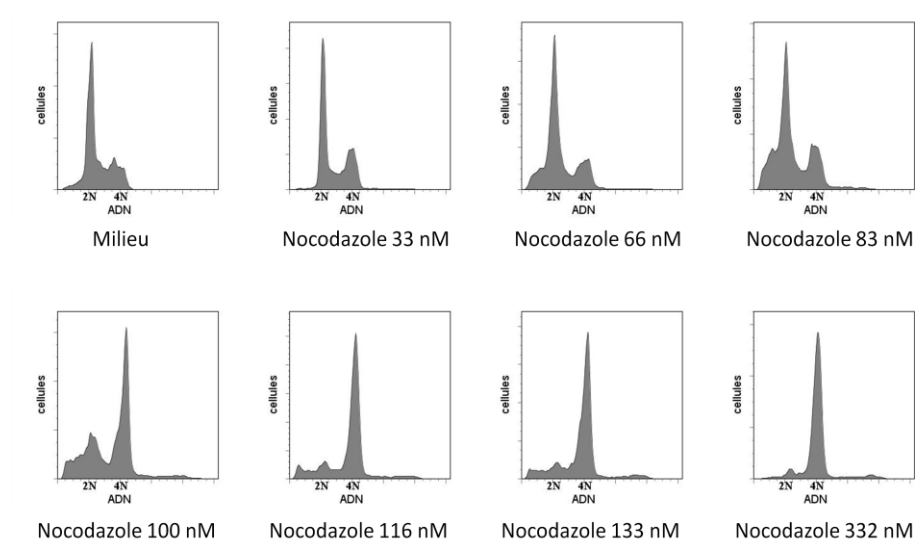 cellules
2N 4N
ADN
Milieu
cellules
2N 4N
ADN
Nocodazole 33 nM
cellules
2N 4N
ADN
Nocodazole 66 nM
cellules
2N 4N
ADN
Nocodazole 83 nM
cellules
2N 4N
ADN
Nocodazole 100 nM
cellules
2N 4N
ADN
Nocodazole 116 nM
cellules
2N 4N
ADN
Nocodazole 133 nM
cellules
2N 4N
ADN
Nocodazole 332 nM